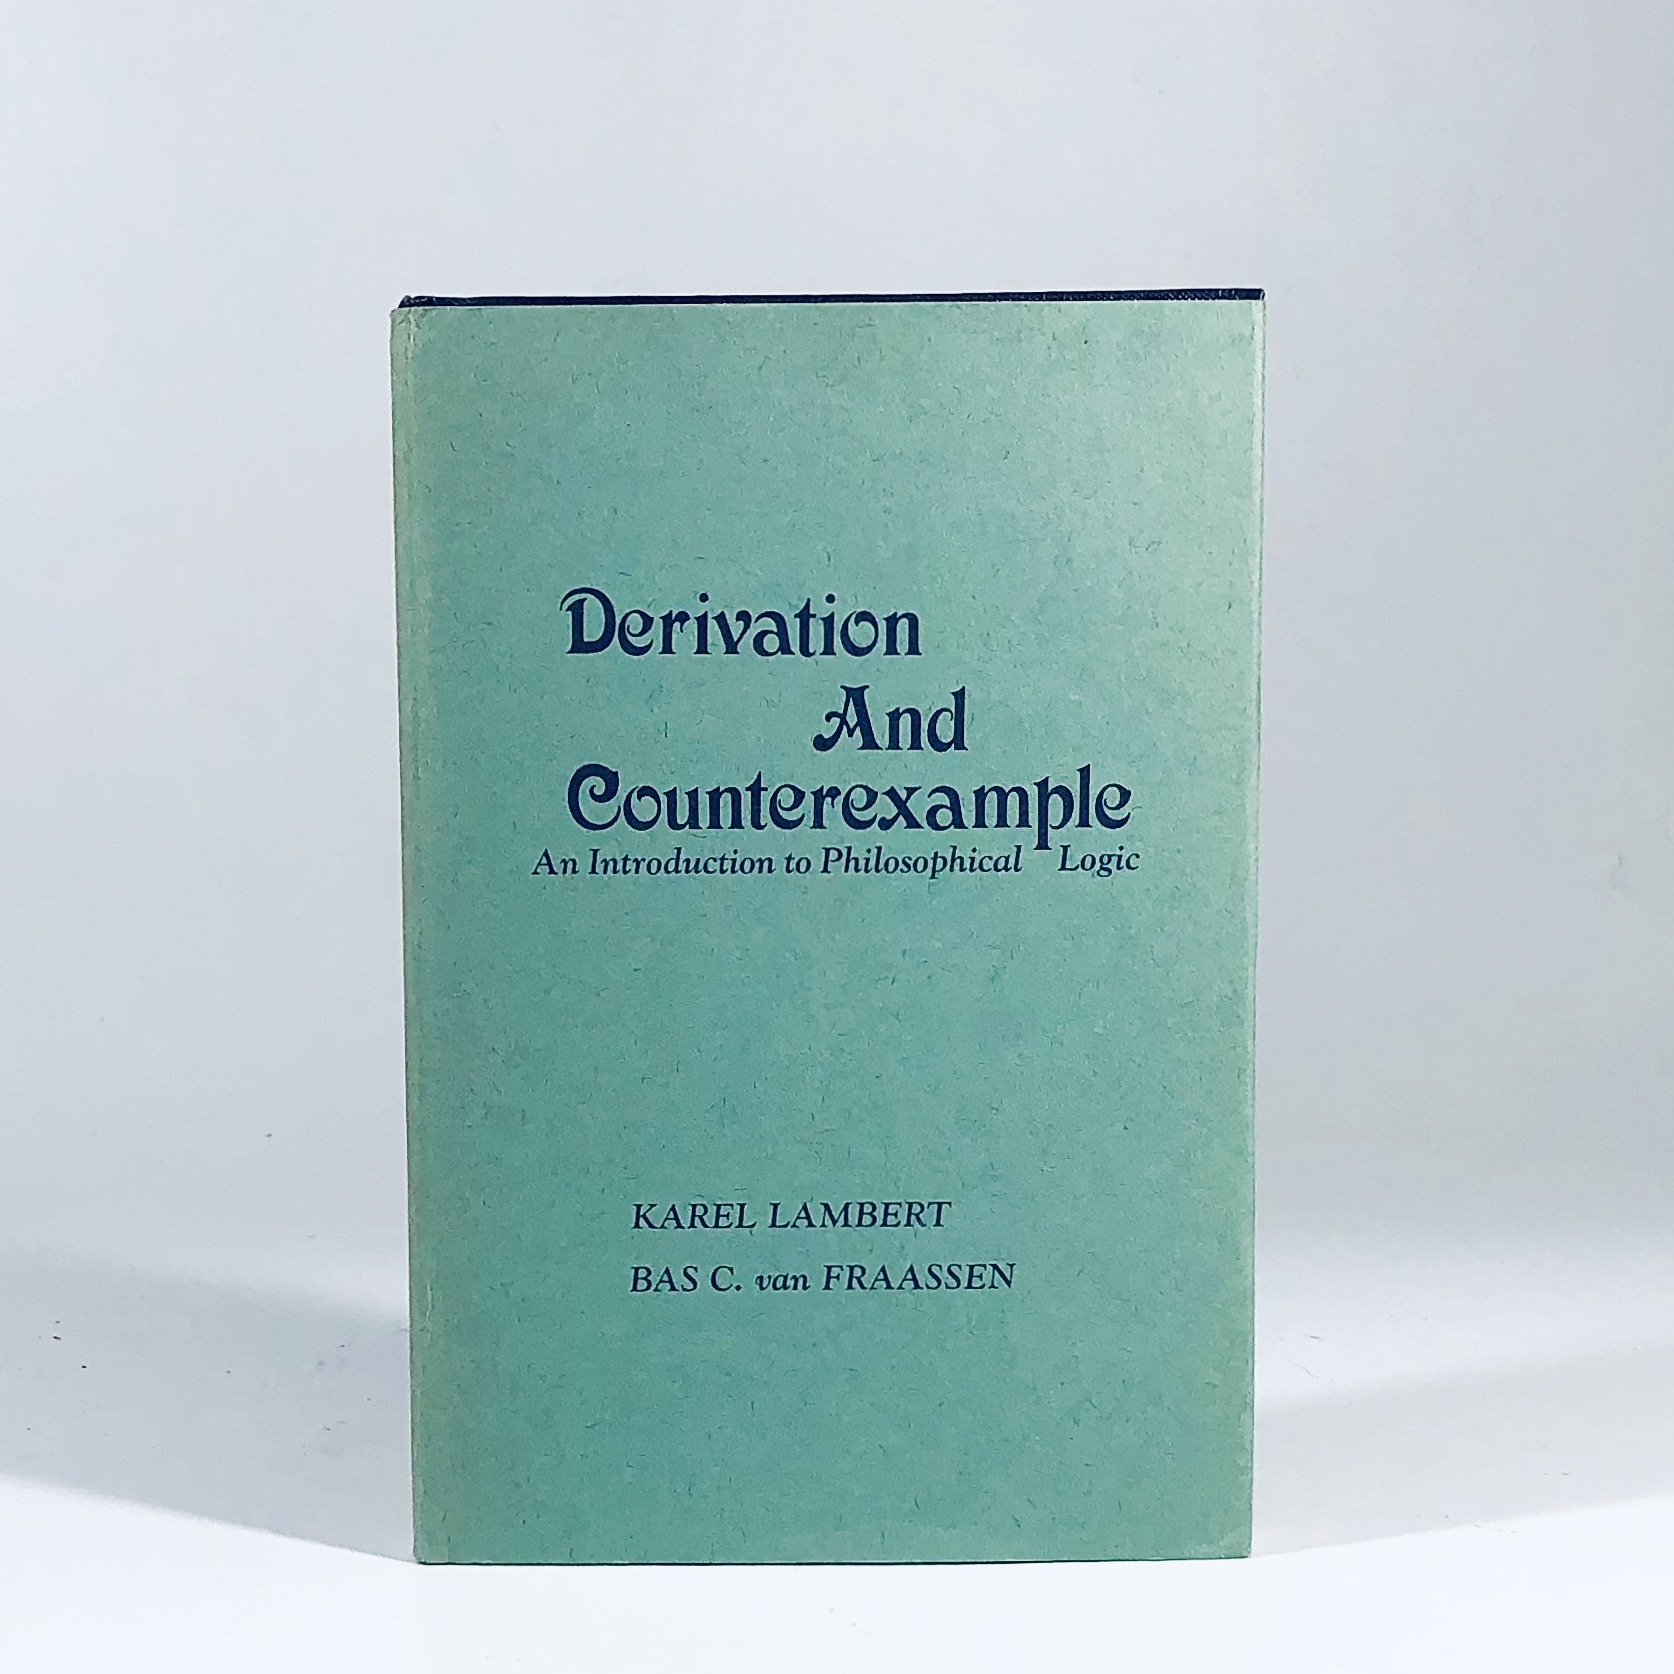 Derivation
And
Counterexample
An Introduction to Philosophical Logic
KAREL LAMBERT
BAS C. van FRAASSEN